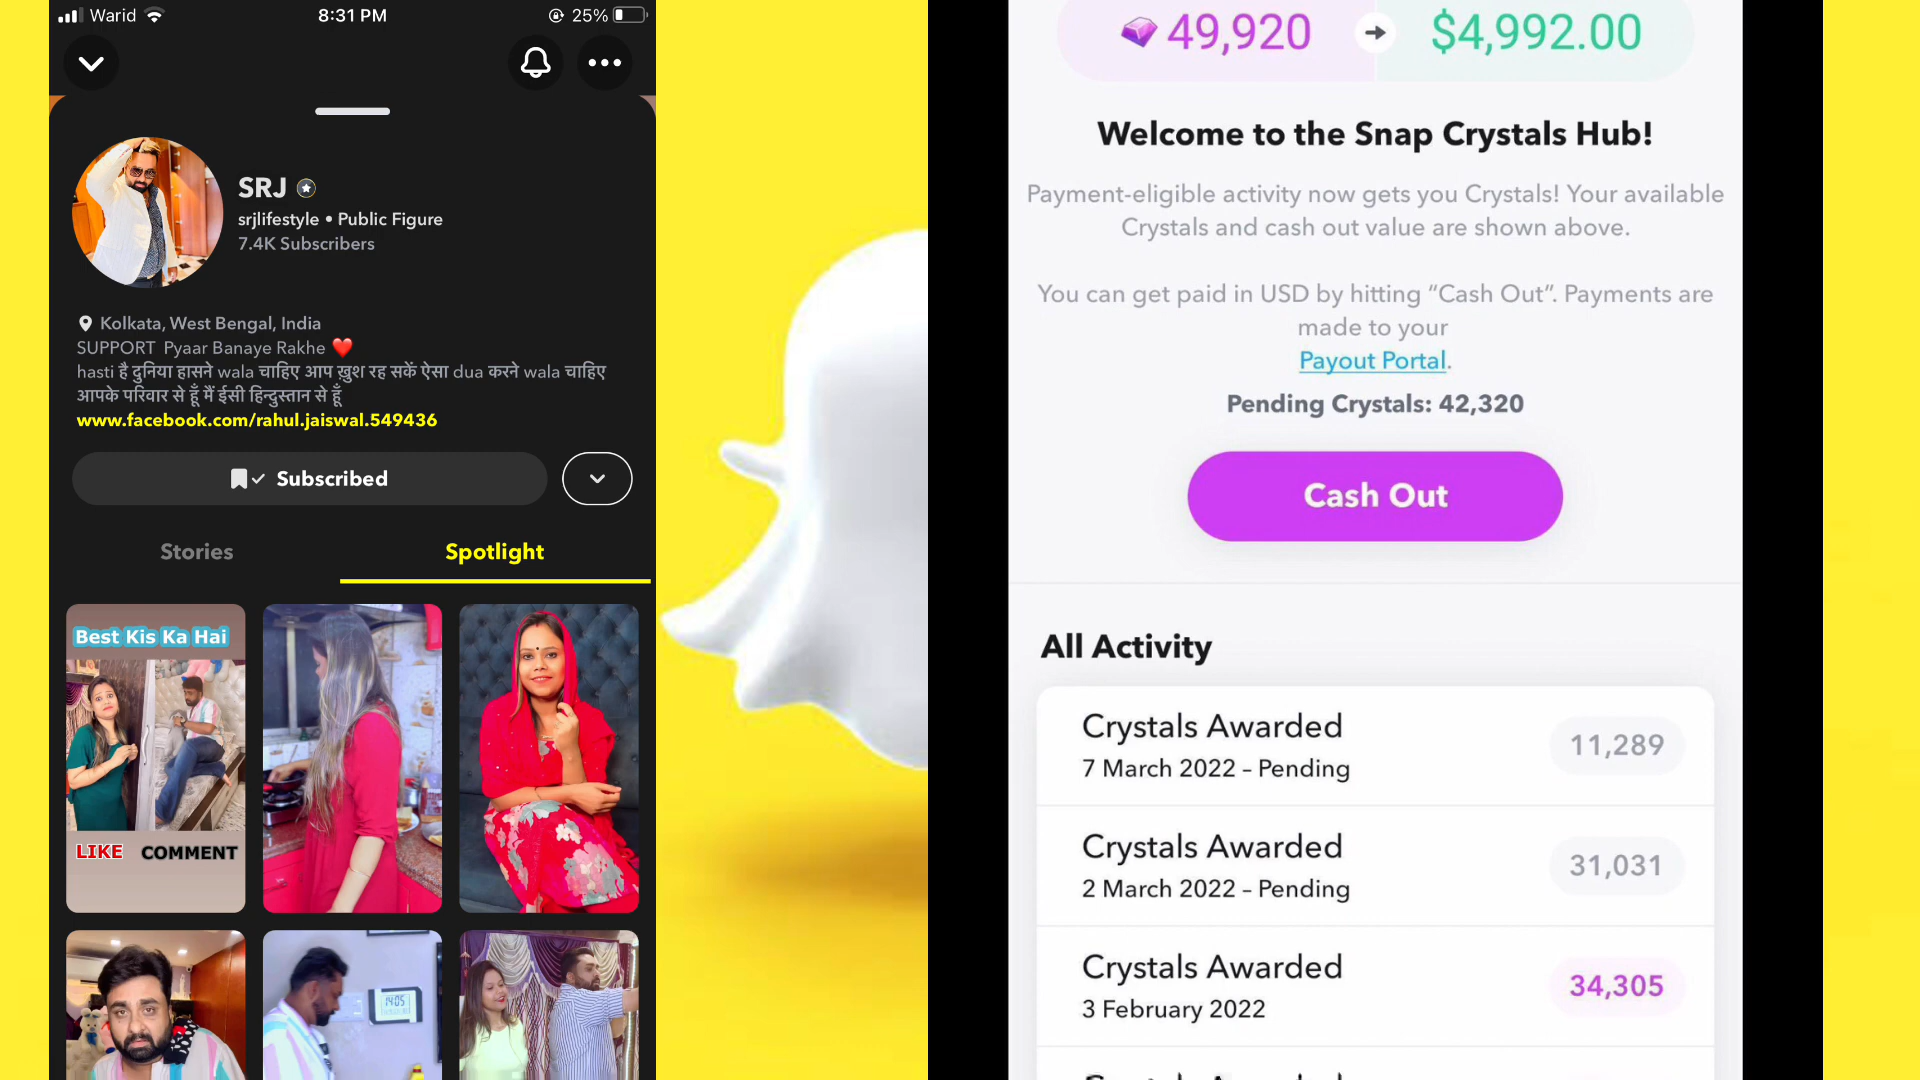 Warid
8:31 PM
25%
SRJ
srjlifestyle • Public Figure
7.4K Subscribers
Kolkata, West Bengal, India
SUPPORT Pyaar Banaye Rakhe ❤️
hasti है दुनिया हासने wala चाहिए आप ख़ुश रह सकें ऐसा dua करने wala चाहिए
आपके परिवार से हूँ मैं ईसी हिन्दुस्तान से हूँ
www.facebook.com/rahul.jaiswal.549436
Subscribed
Stories
Spotlight
Best Kis Ka Hai
LIKE COMMENT
14:05
49,920
$4,992.00
Welcome to the Snap Crystals Hub!
Payment-eligible activity now gets you Crystals! Your available
Crystals and cash out value are shown above.
You can get paid in USD by hitting “Cash Out”. Payments are
made to your
Payout Portal.
Pending Crystals: 42,320
Cash Out
All Activity
Crystals Awarded
11,289
7 March 2022 – Pending
Crystals Awarded
31,031
2 March 2022 – Pending
Crystals Awarded
34,305
3 February 2022